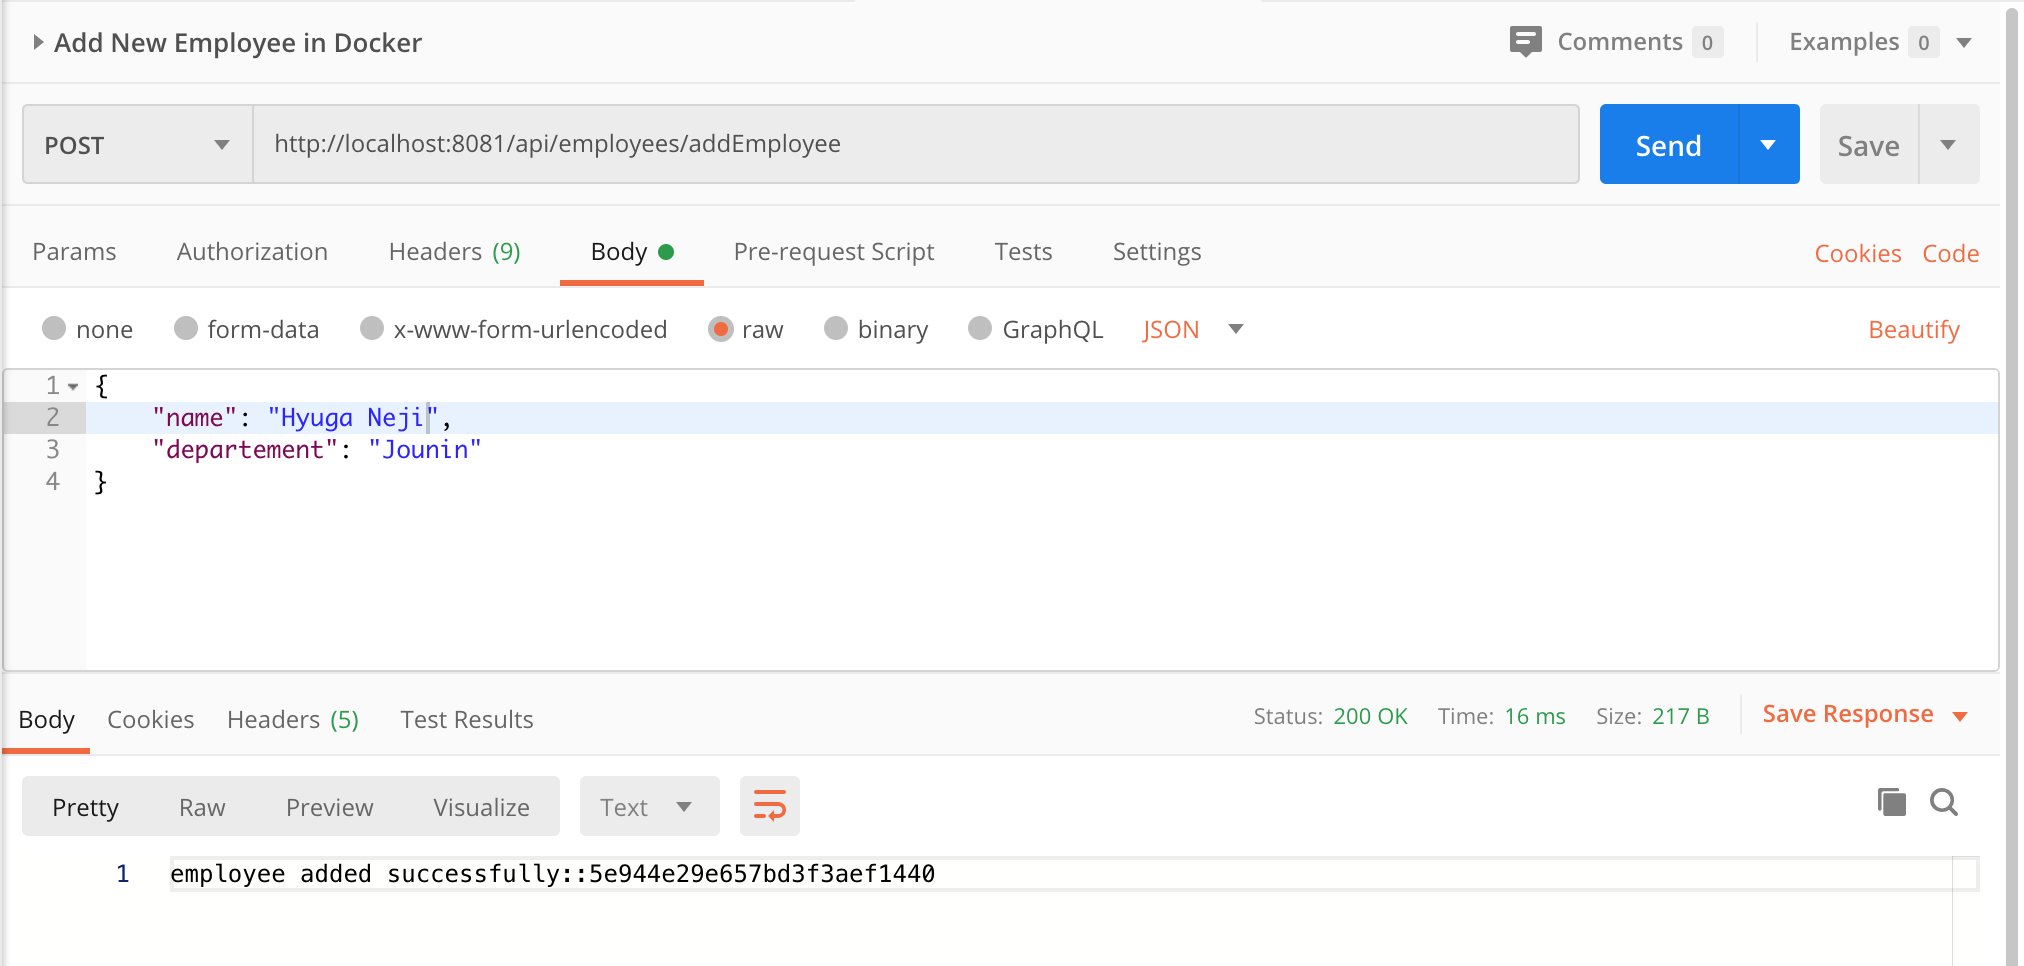 Add New Employee in Docker Comments 0 Examples 0
POST http://localhost:8081/api/employees/addEmployee Send Save
Params Authorization Headers (9) Body Pre-request Script Tests Settings Cookies Code
none form-data x-www-form-urlencoded raw binary GraphQL JSON Beautify
1 {
2 "name": "Hyuga Neji",
3 "departement": "Jounin"
4 }
Body Cookies Headers (5) Test Results Status: 200 OK Time: 16 ms Size: 217 B Save Response
Pretty Raw Preview Visualize Text
1 employee added successfully::5e944e29e657bd3f3aef1440